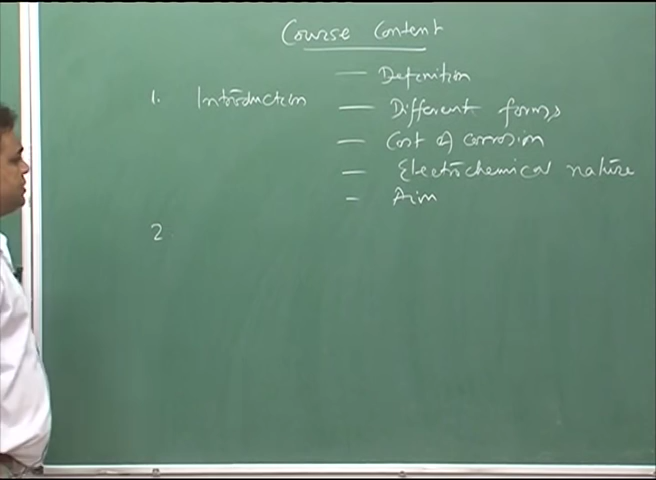 Course Content
— Definition
1. Introduction — Different forms
— Cost of corrosion
— Electrochemical nature
- Aim
2.